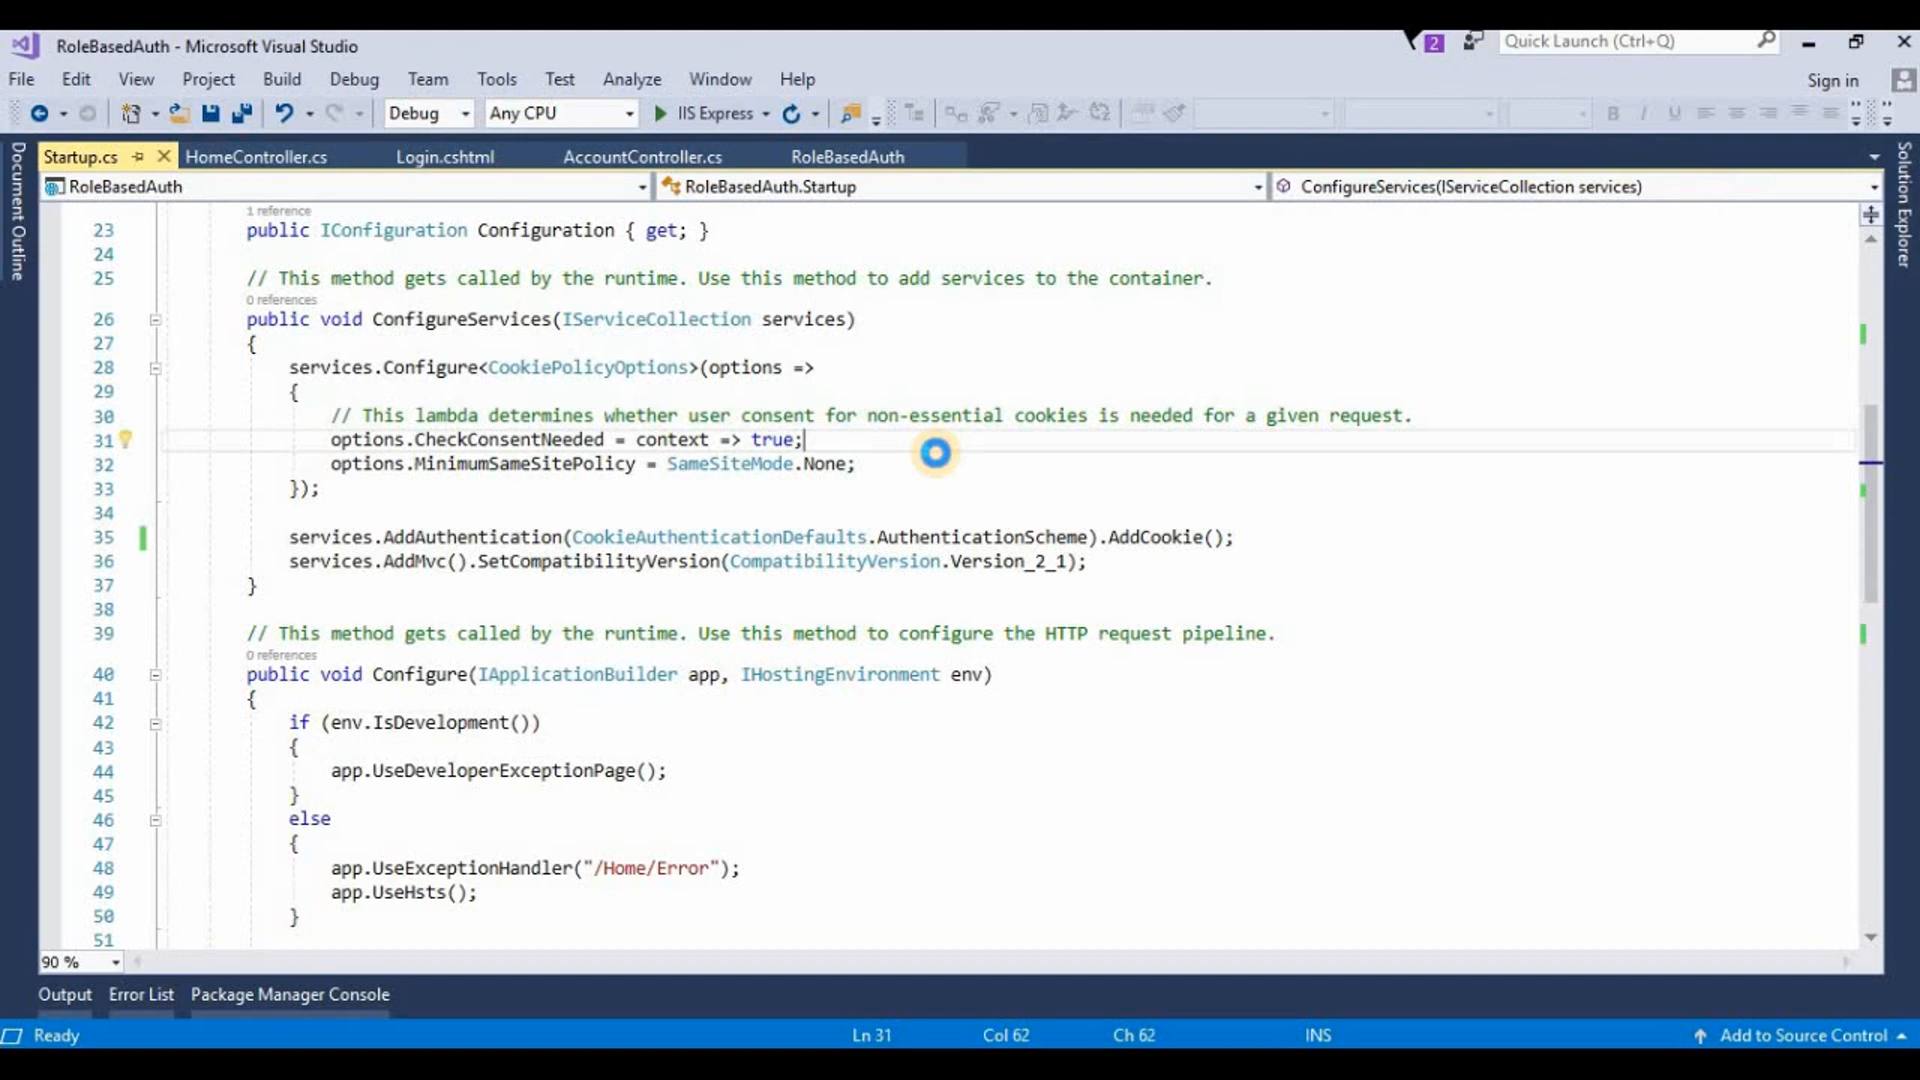 RoleBasedAuth - Microsoft Visual Studio
2
Quick Launch (Ctrl+Q)
File Edit View Project Build Debug Team Tools Test Analyze Window Help
Sign in
Debug Any CPU IIS Express
Document Outline
Startup.cs HomeController.cs Login.cshtml AccountController.cs RoleBasedAuth
Solution Explorer
RoleBasedAuth RoleBasedAuth.Startup ConfigureServices(IServiceCollection services)
1 reference
23 public IConfiguration Configuration { get; }
24
25 // This method gets called by the runtime. Use this method to add services to the container.
0 references
26 public void ConfigureServices(IServiceCollection services)
27 {
28 services.Configure<CookiePolicyOptions>(options =>
29 {
30 // This lambda determines whether user consent for non-essential cookies is needed for a given request.
31 options.CheckConsentNeeded = context => true;
32 options.MinimumSameSitePolicy = SameSiteMode.None;
33 });
34
35 services.AddAuthentication(CookieAuthenticationDefaults.AuthenticationScheme).AddCookie();
36 services.AddMvc().SetCompatibilityVersion(CompatibilityVersion.Version_2_1);
37 }
38
39 // This method gets called by the runtime. Use this method to configure the HTTP request pipeline.
0 references
40 public void Configure(IApplicationBuilder app, IHostingEnvironment env)
41 {
42 if (env.IsDevelopment())
43 {
44 app.UseDeveloperExceptionPage();
45 }
46 else
47 {
48 app.UseExceptionHandler("/Home/Error");
49 app.UseHsts();
50 }
51
90 %
Output Error List Package Manager Console
Ready Ln 31 Col 62 Ch 62 INS Add to Source Control